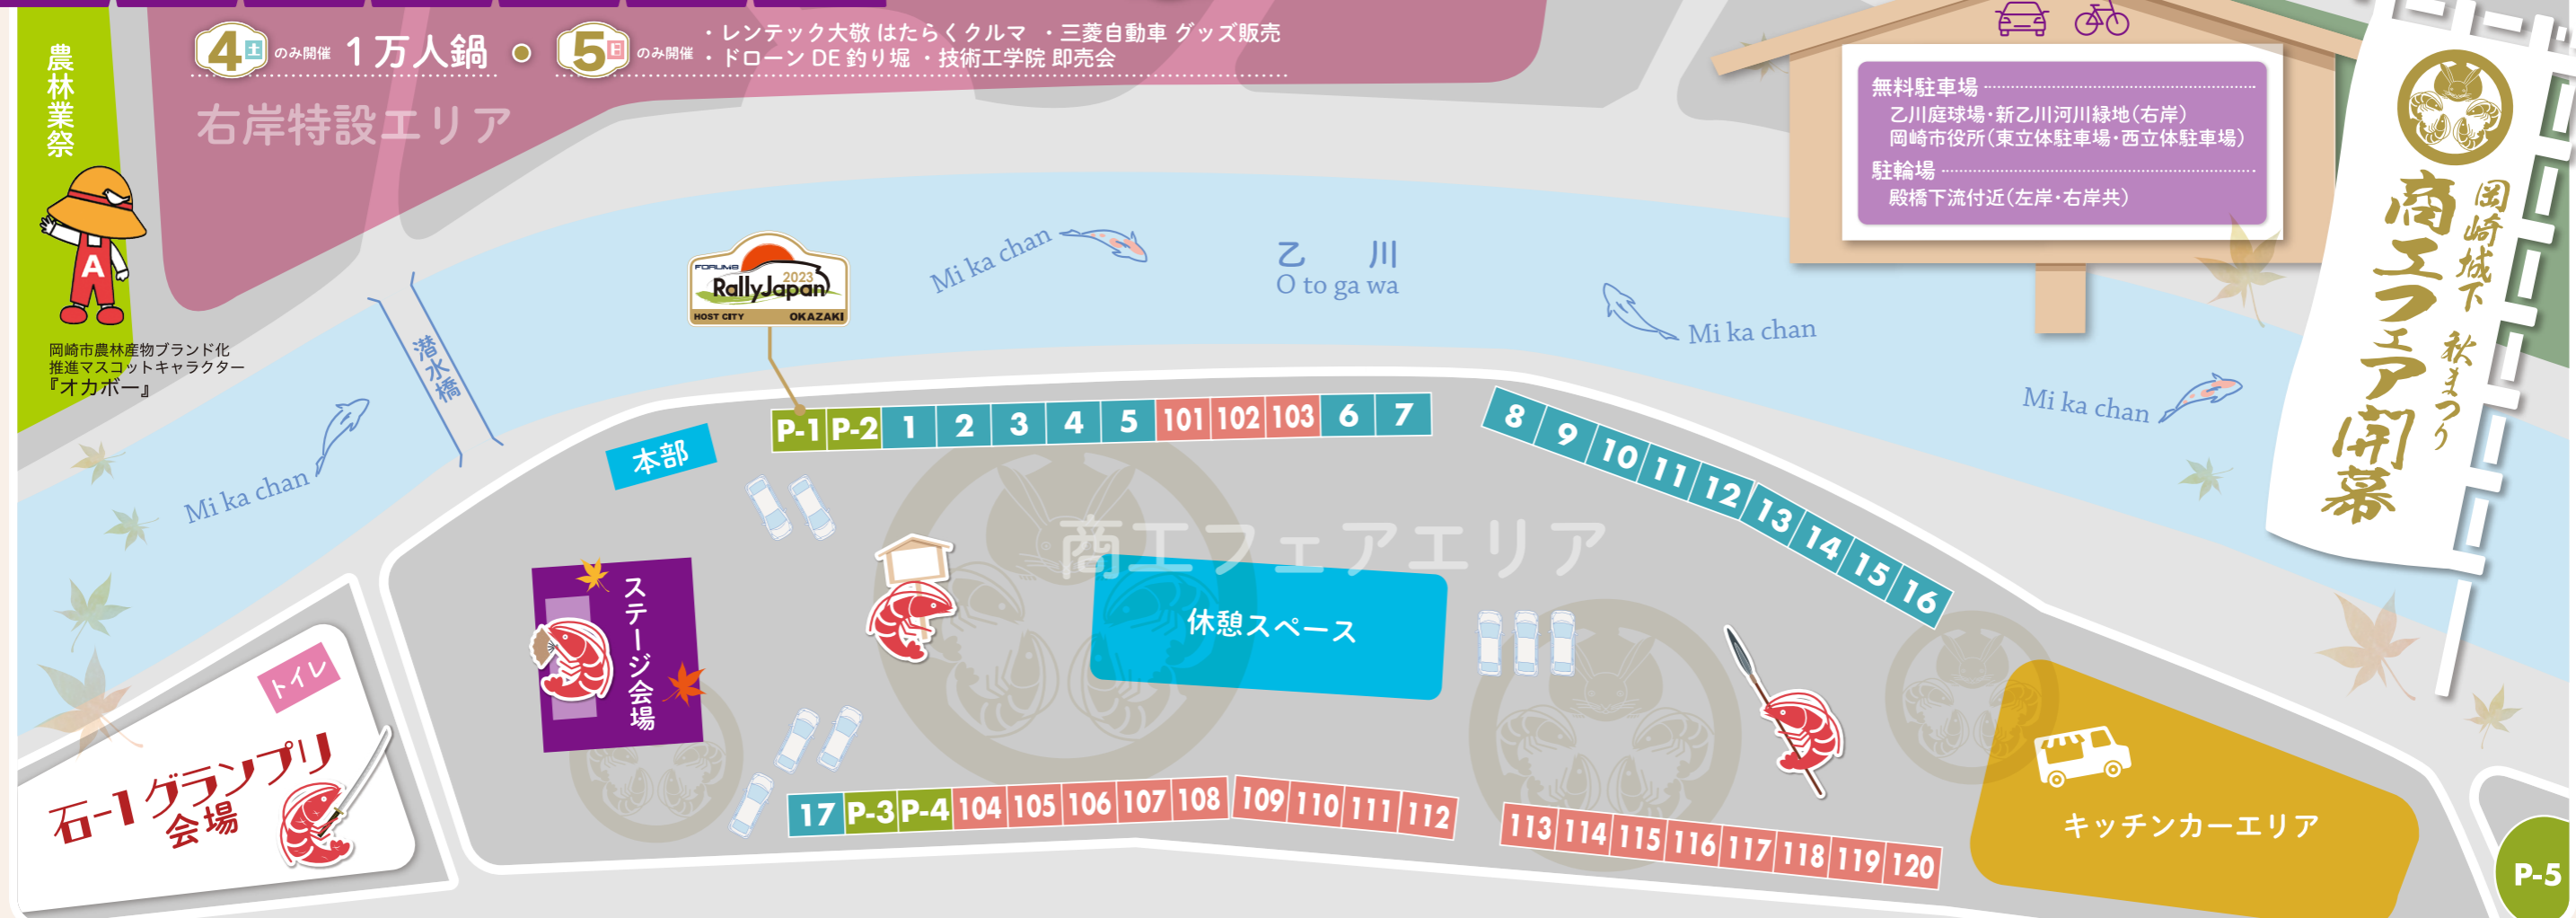 農林業祭
4土のみ開催 1万人鍋
5日のみ開催
・レンテック大敬 はたらくクルマ ・三菱自動車 グッズ販売
・ドローン DE 釣り堀 ・技術工学院 即売会
右岸特設エリア
A
岡崎市農林産物ブランド化
推進マスコットキャラクター
『オカボー』
潜水橋
Mi ka chan
FORUM8
2023
RallyJapan
HOST CITY OKAZAKI
Mi ka chan
乙 川
O to ga wa
Mi ka chan
Mi ka chan
無料駐車場
乙川庭球場・新乙川河川緑地(右岸)
岡崎市役所(東立体駐車場・西立体駐車場)
駐輪場
殿橋下流付近(左岸・右岸共)
岡崎城下 秋まつり
商工フェア開幕
本部
P-1 P-2 1 2 3 4 5 101 102 103 6 7
8 9 10 11 12 13 14 15 16
商工フェアエリア
休憩スペース
ステージ会場
トイレ
石-1グランプリ
会場
17 P-3 P-4 104 105 106 107 108 109 110 111 112
113 114 115 116 117 118 119 120
キッチンカーエリア
P-5